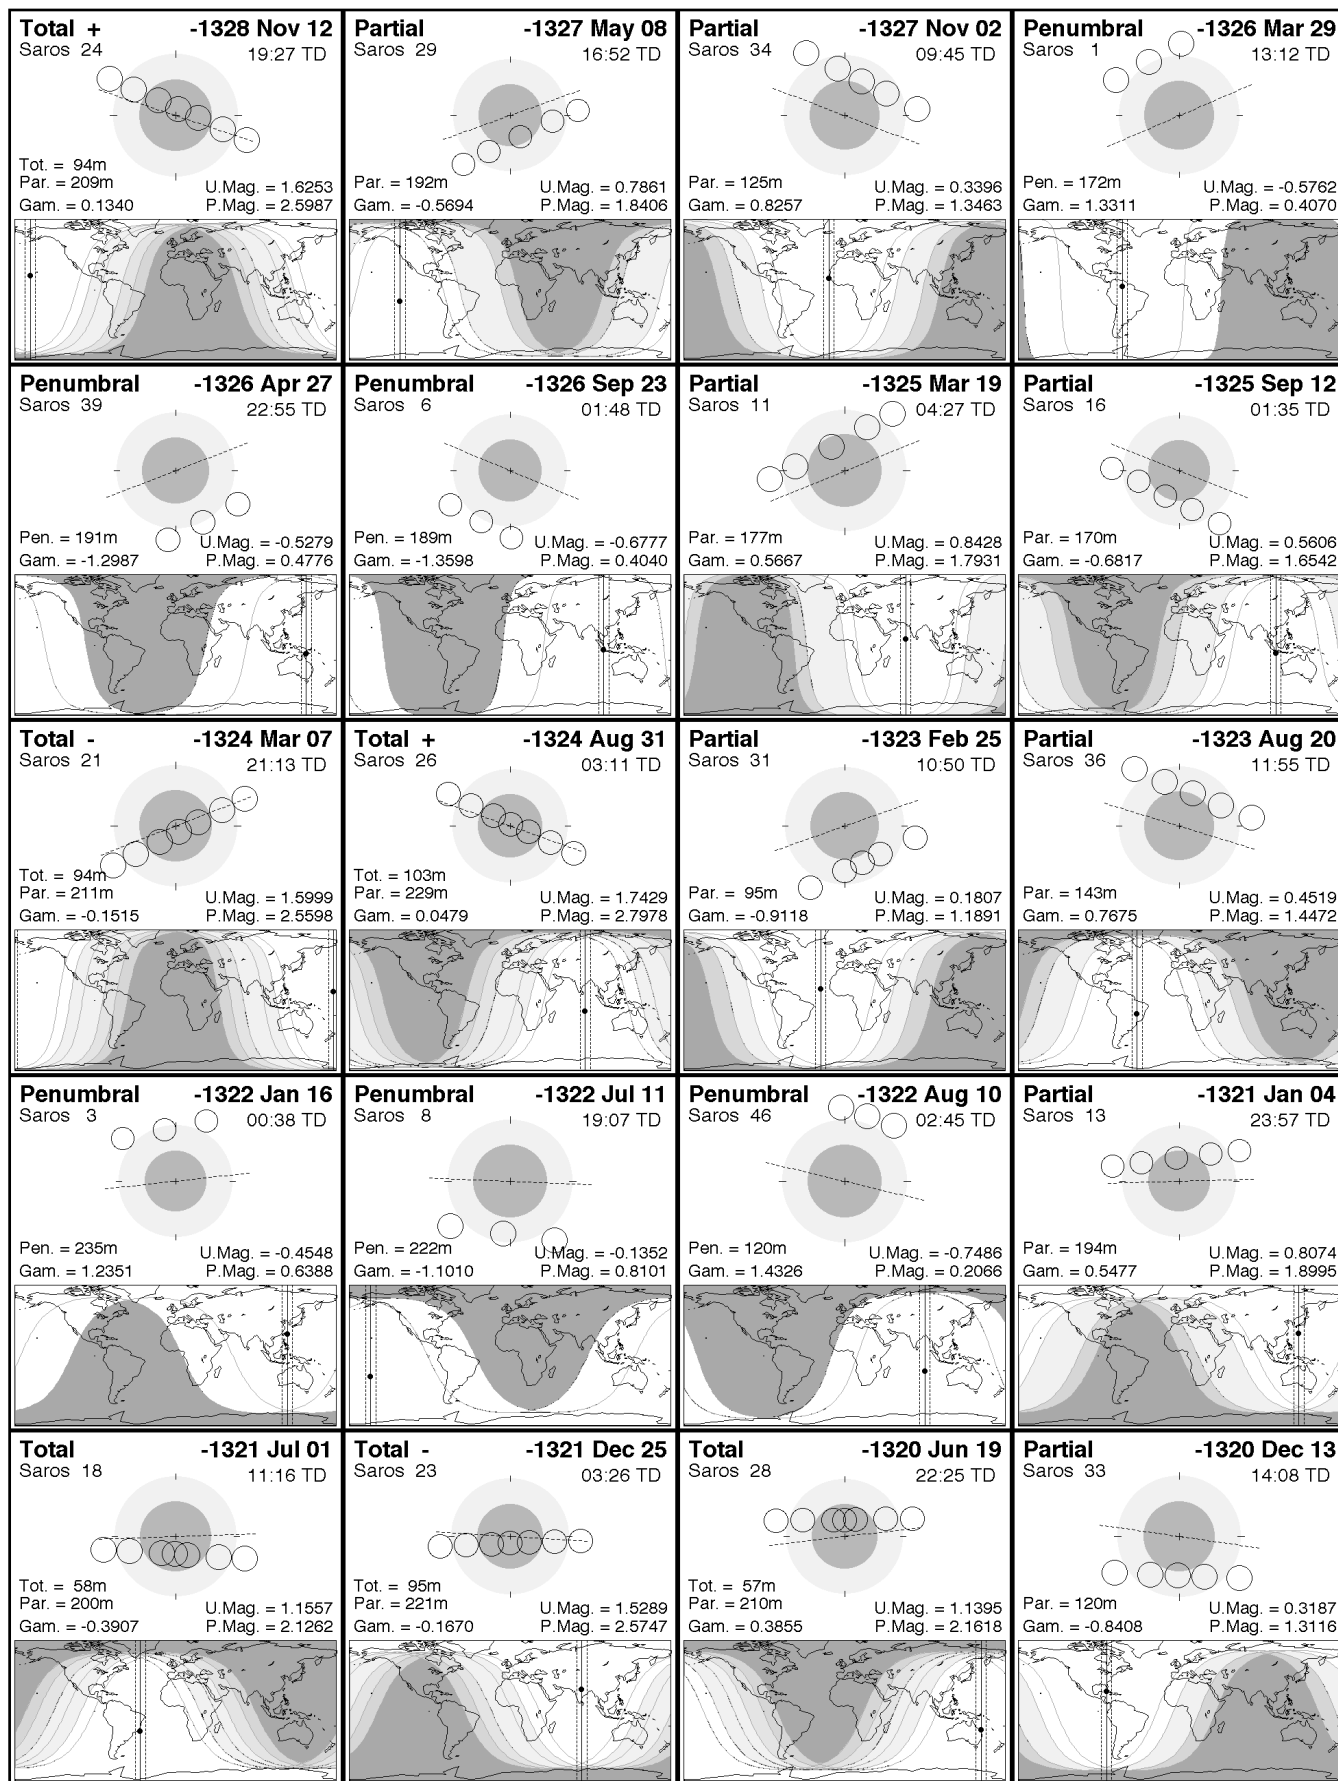 Total + -1328 Nov 12
Saros 24 19:27 TD
Tot. = 94m
Par. = 209m U.Mag. = 1.6253
Gam. = 0.1340 P.Mag. = 2.5987
Partial -1327 May 08
Saros 29 16:52 TD
Par. = 192m U.Mag. = 0.7861
Gam. = -0.5694 P.Mag. = 1.8406
Partial -1327 Nov 02
Saros 34 09:45 TD
Par. = 125m U.Mag. = 0.3396
Gam. = 0.8257 P.Mag. = 1.3463
Penumbral -1326 Mar 29
Saros 1 13:12 TD
Pen. = 172m U.Mag. = -0.5762
Gam. = 1.3311 P.Mag. = 0.4070
Penumbral -1326 Apr 27
Saros 39 22:55 TD
Pen. = 191m U.Mag. = -0.5279
Gam. = -1.2987 P.Mag. = 0.4776
Penumbral -1326 Sep 23
Saros 6 01:48 TD
Pen. = 189m U.Mag. = -0.6777
Gam. = -1.3598 P.Mag. = 0.4040
Partial -1325 Mar 19
Saros 11 04:27 TD
Par. = 177m U.Mag. = 0.8428
Gam. = 0.5667 P.Mag. = 1.7931
Partial -1325 Sep 12
Saros 16 01:35 TD
Par. = 170m U.Mag. = 0.5606
Gam. = -0.6817 P.Mag. = 1.6542
Total - -1324 Mar 07
Saros 21 21:13 TD
Tot. = 94m
Par. = 211m U.Mag. = 1.5999
Gam. = -0.1515 P.Mag. = 2.5598
Total + -1324 Aug 31
Saros 26 03:11 TD
Tot. = 103m
Par. = 229m U.Mag. = 1.7429
Gam. = 0.0479 P.Mag. = 2.7978
Partial -1323 Feb 25
Saros 31 10:50 TD
Par. = 95m U.Mag. = 0.1807
Gam. = -0.9118 P.Mag. = 1.1891
Partial -1323 Aug 20
Saros 36 11:55 TD
Par. = 143m U.Mag. = 0.4519
Gam. = 0.7675 P.Mag. = 1.4472
Penumbral -1322 Jan 16
Saros 3 00:38 TD
Pen. = 235m U.Mag. = -0.4548
Gam. = 1.2351 P.Mag. = 0.6388
Penumbral -1322 Jul 11
Saros 8 19:07 TD
Pen. = 222m U.Mag. = -0.1352
Gam. = -1.1010 P.Mag. = 0.8101
Penumbral -1322 Aug 10
Saros 46 02:45 TD
Pen. = 120m U.Mag. = -0.7486
Gam. = 1.4326 P.Mag. = 0.2066
Partial -1321 Jan 04
Saros 13 23:57 TD
Par. = 194m U.Mag. = 0.8074
Gam. = 0.5477 P.Mag. = 1.8995
Total -1321 Jul 01
Saros 18 11:16 TD
Tot. = 58m
Par. = 200m U.Mag. = 1.1557
Gam. = -0.3907 P.Mag. = 2.1262
Total - -1321 Dec 25
Saros 23 03:26 TD
Tot. = 95m
Par. = 221m U.Mag. = 1.5289
Gam. = -0.1670 P.Mag. = 2.5747
Total -1320 Jun 19
Saros 28 22:25 TD
Tot. = 57m
Par. = 210m U.Mag. = 1.1395
Gam. = 0.3855 P.Mag. = 2.1618
Partial -1320 Dec 13
Saros 33 14:08 TD
Par. = 120m U.Mag. = 0.3187
Gam. = -0.8408 P.Mag. = 1.3116